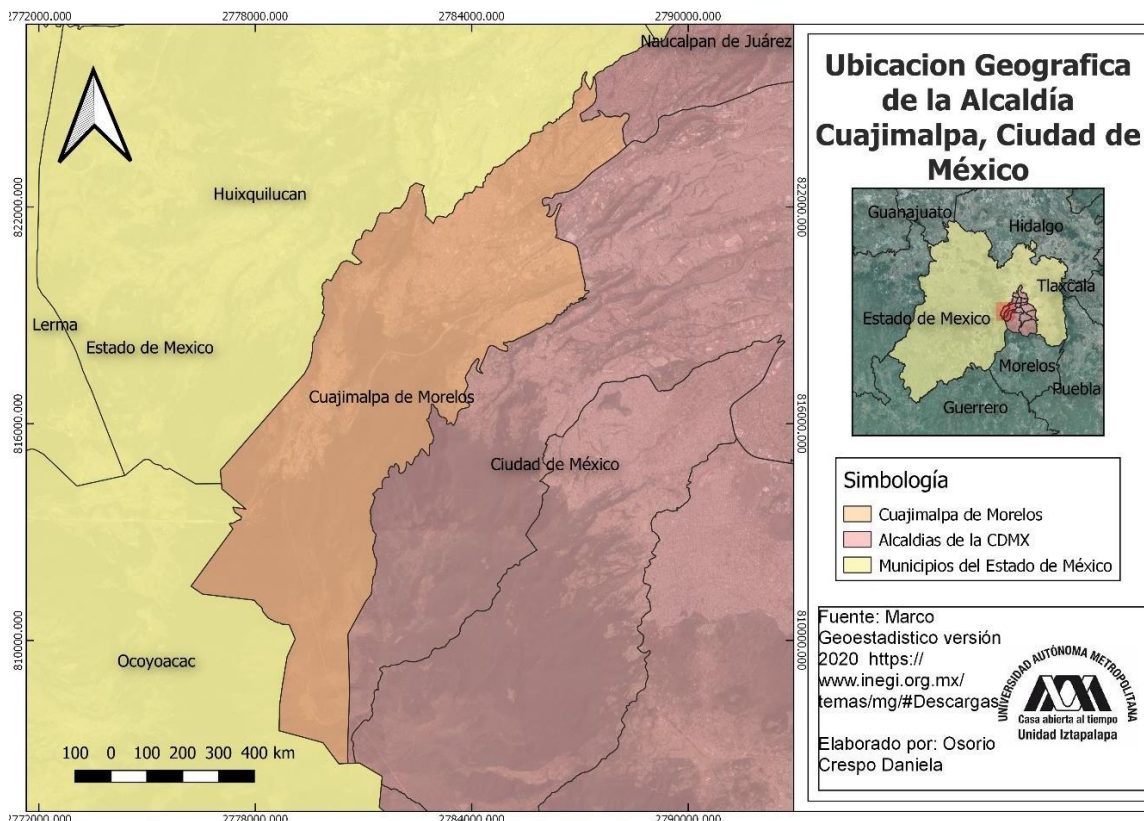 2772000.000
2778000.000
2784000.000
2790000.000
Naucalpan de Juárez
Huixquilucan
822000.000
822000.000
Lerma
Estado de Mexico
Cuajimalpa de Morelos
816000.000
816000.000
Ciudad de México
810000.000
810000.000
Ocoyoacac
100 0 100 200 300 400 km
2772000.000
2778000.000
2784000.000
2790000.000
Ubicacion Geografica
de la Alcaldía
Cuajimalpa, Ciudad de
México
Guanajuato
Hidalgo
Tlaxcala
Estado de Mexico
Morelos
Puebla
Guerrero
Simbología
Cuajimalpa de Morelos
Alcaldias de la CDMX
Municipios del Estado de México
Fuente: Marco
Geoestadistico versión
2020 https://
www.inegi.org.mx/
temas/mg/#Descargas
Elaborado por: Osorio
Crespo Daniela
UNIVERSIDAD AUTÓNOMA METROPOLITANA
Casa abierta al tiempo
Unidad Iztapalapa